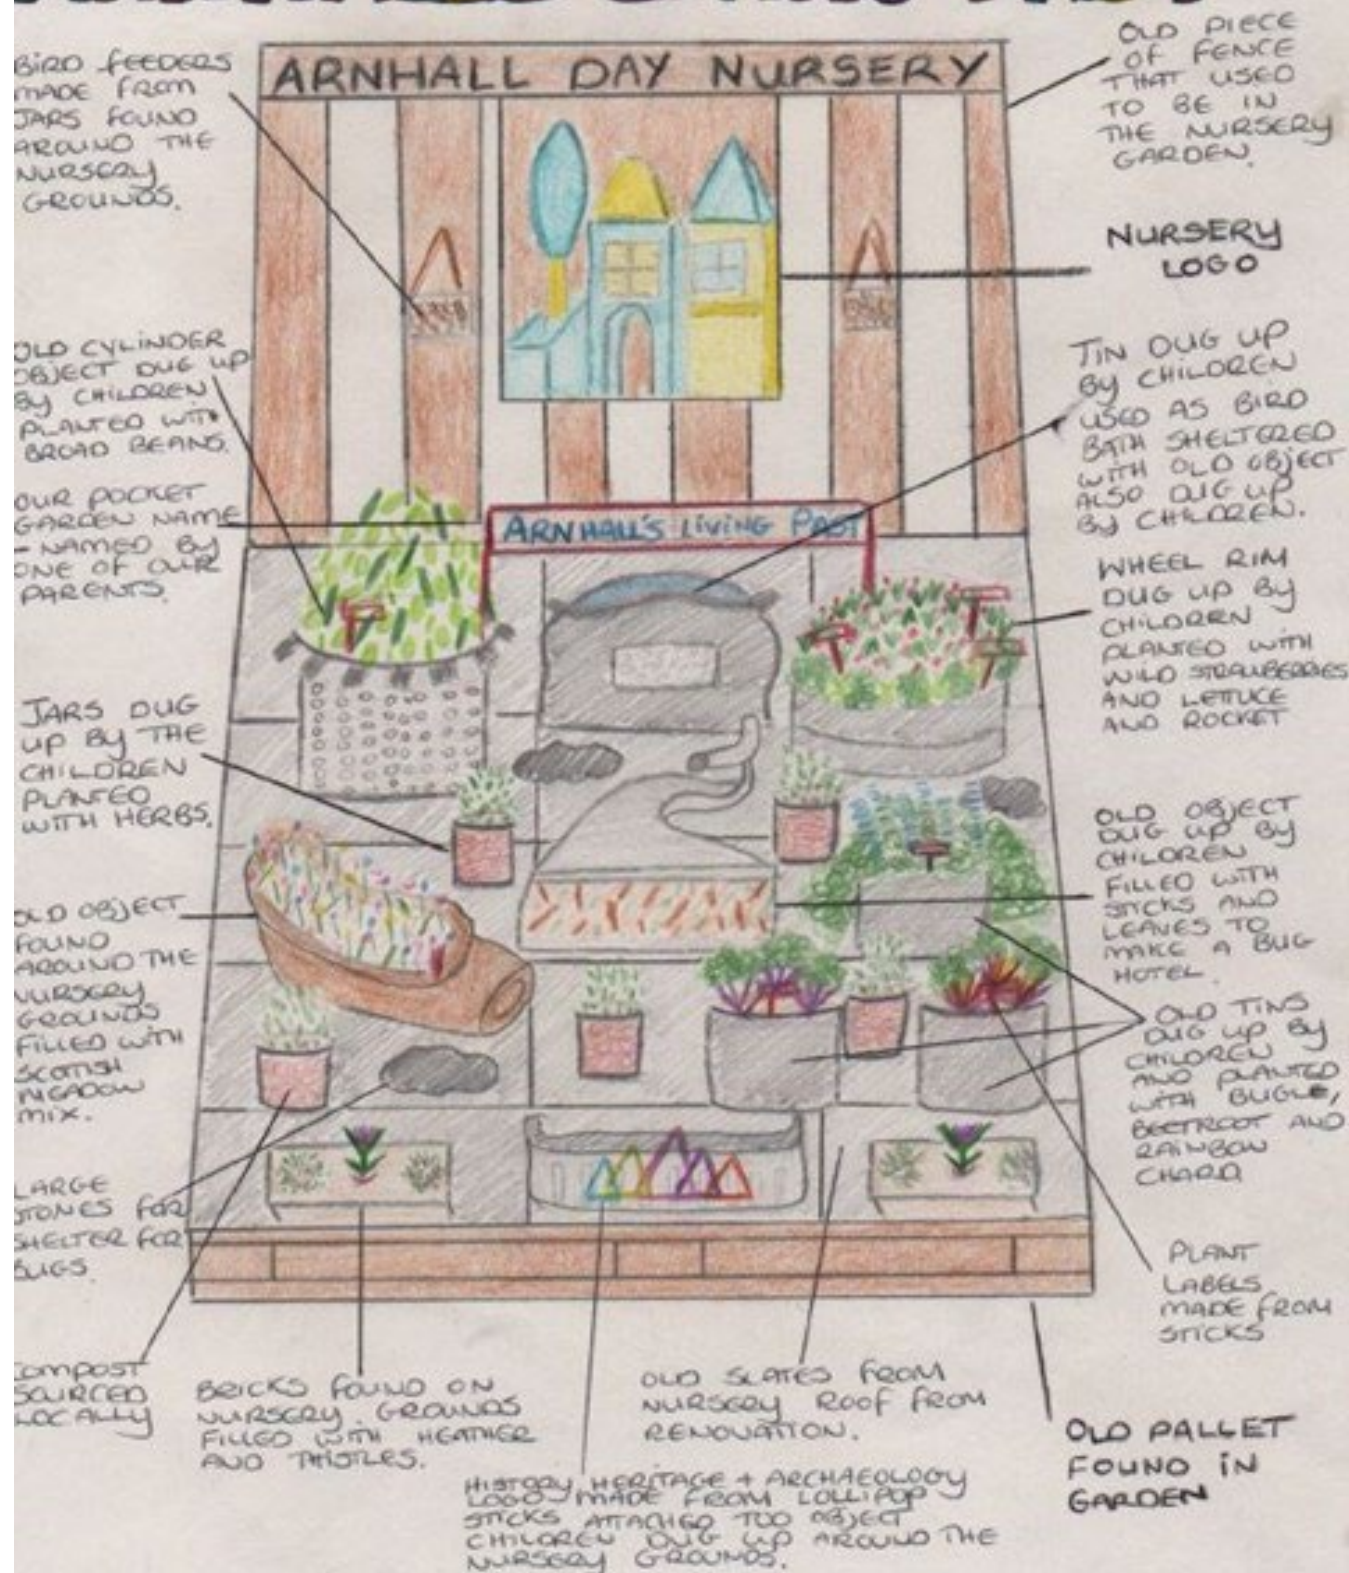 ARNHALL DAY NURSERY
BIRD FEEDERS
MADE FROM
JARS FOUND
AROUND THE
NURSERY
GROUNDS.
OLD PIECE
OF FENCE
THAT USED
TO BE IN
THE NURSERY
GARDEN.
NURSERY
LOGO
OLD CYLINDER
OBJECT DUG UP
BY CHILDREN
PLANTED WITH
BROAD BEANS.
TIN DUG UP
BY CHILDREN
USED AS BIRD
BATH SHELTERED
WITH OLD OBJECT
ALSO DUG UP
BY CHILDREN.
OUR POCKET
GARDEN NAME
- NAMED BY
ONE OF OUR
PARENTS.
ARNHALL'S LIVING PAST
WHEEL RIM
DUG UP BY
CHILDREN
PLANTED WITH
WILD STRAWBERRIES
AND LETTUCE
AND ROCKET
JARS DUG
UP BY THE
CHILDREN
PLANTED
WITH HERBS.
OLD OBJECT
DUG UP BY
CHILDREN
FILLED WITH
STICKS AND
LEAVES TO
MAKE A BUG
HOTEL.
OLD OBJECT
FOUND
AROUND THE
NURSERY
GROUNDS
FILLED WITH
SCOTTISH
MEADOW
MIX.
OLD TINS
DUG UP BY
CHILDREN
AND PLANTED
WITH BUGLE,
BEETROOT AND
RAINBOW
CHARD
LARGE
STONES FOR
SHELTER FOR
BUGS.
PLANT
LABELS
MADE FROM
STICKS
COMPOST
SOURCED
LOCALLY
BRICKS FOUND ON
NURSERY GROUNDS
FILLED WITH HEATHER
AND THISTLES.
OLD SLATES FROM
NURSERY ROOF FROM
RENOVATION.
OLD PALLET
FOUND IN
GARDEN
HISTORY HERITAGE + ARCHAEOLOGY
LOGO MADE FROM LOLLIPOP
STICKS ATTACHED TOO OBJECT
CHILDREN DUG UP AROUND THE
NURSERY GROUNDS.